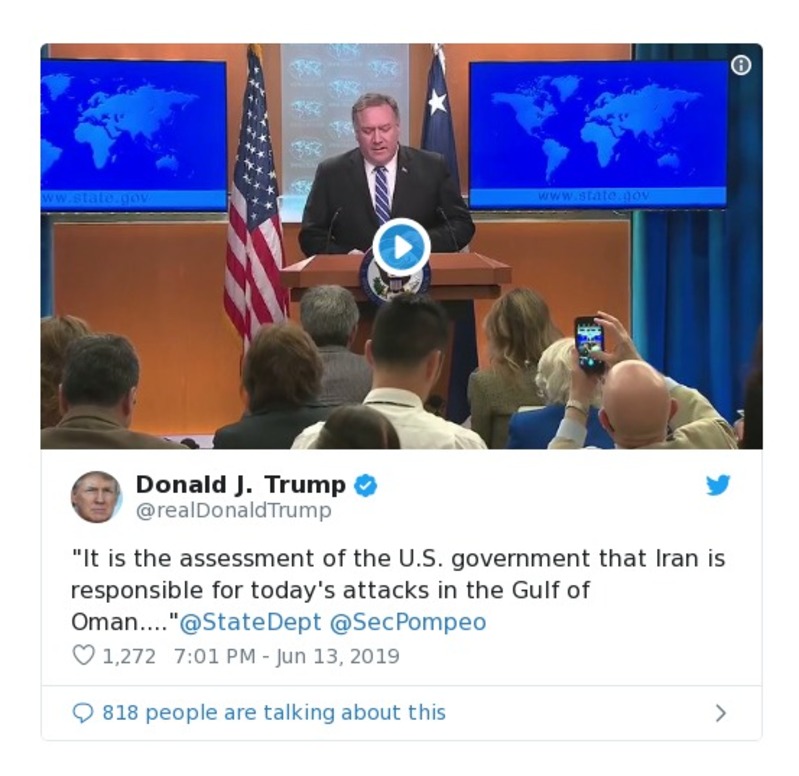 www.state.gov
www.state.gov
Donald J. Trump
@realDonaldTrump
"It is the assessment of the U.S. government that Iran is
responsible for today's attacks in the Gulf of
Oman...."@StateDept @SecPompeo
1,272 7:01 PM - Jun 13, 2019
818 people are talking about this